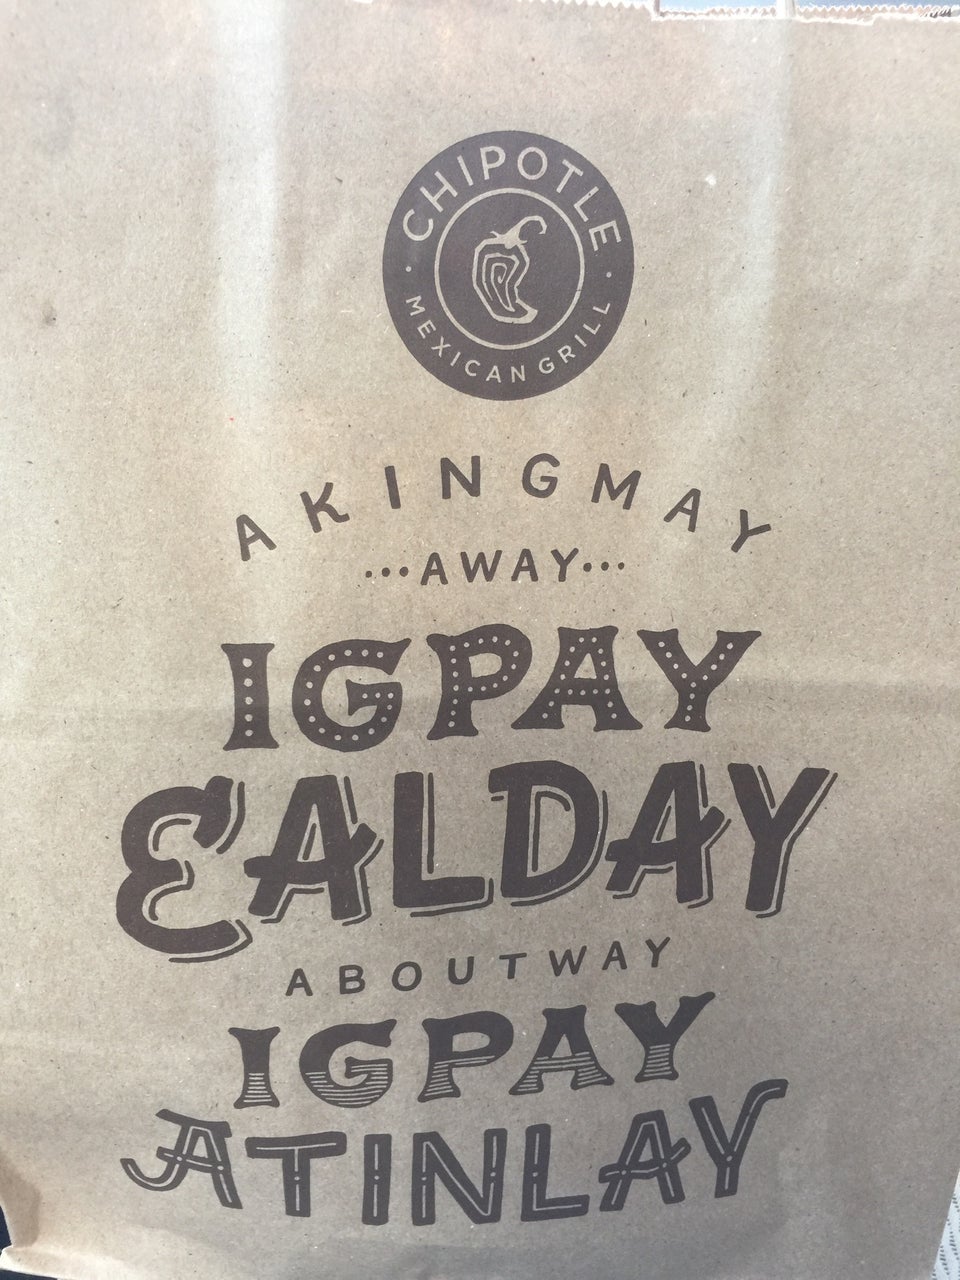 CHIPOTLE
MEXICAN GRILL
AKINGMAY
...AWAY...
IGPAY
EALDAY
ABOUTWAY
IGPAY
ATINLAY